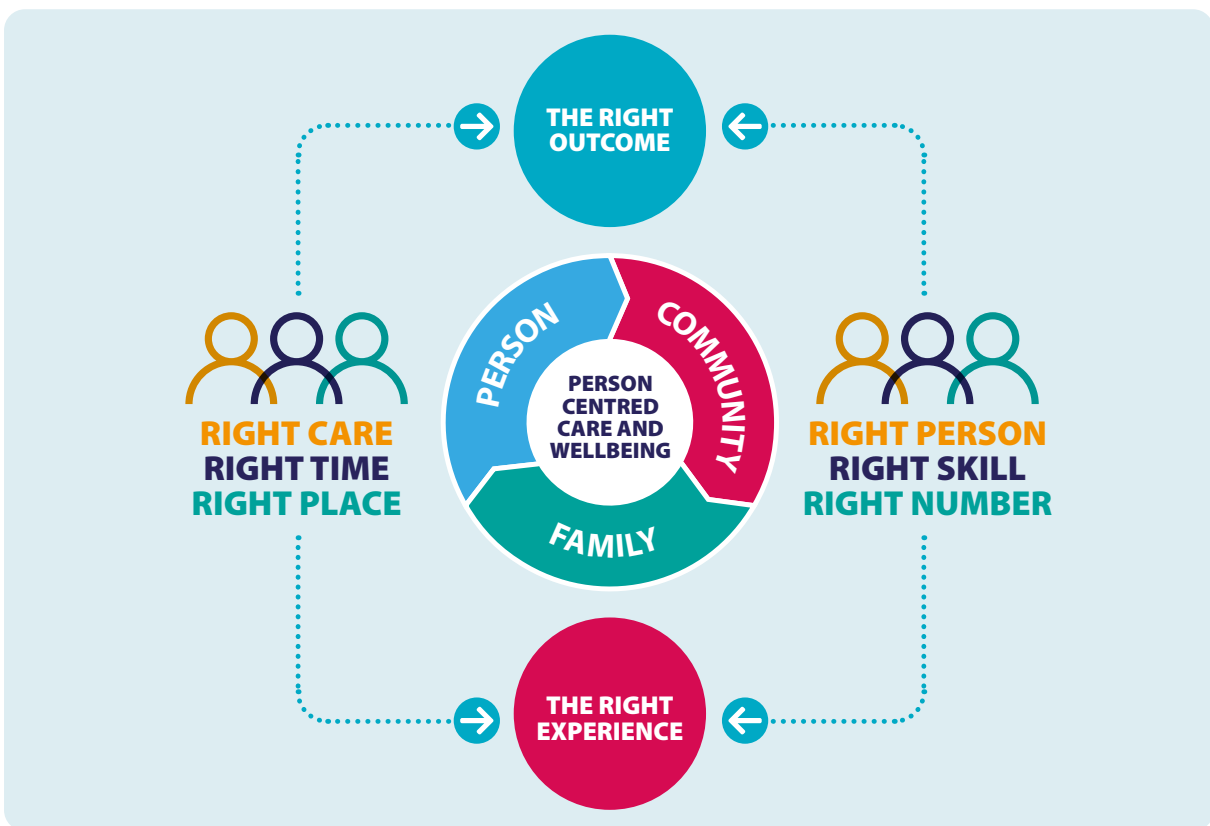 THE RIGHT
OUTCOME
PERSON
COMMUNITY
FAMILY
PERSON
CENTRED
CARE AND
WELLBEING
RIGHT CARE
RIGHT TIME
RIGHT PLACE
RIGHT PERSON
RIGHT SKILL
RIGHT NUMBER
THE RIGHT
EXPERIENCE